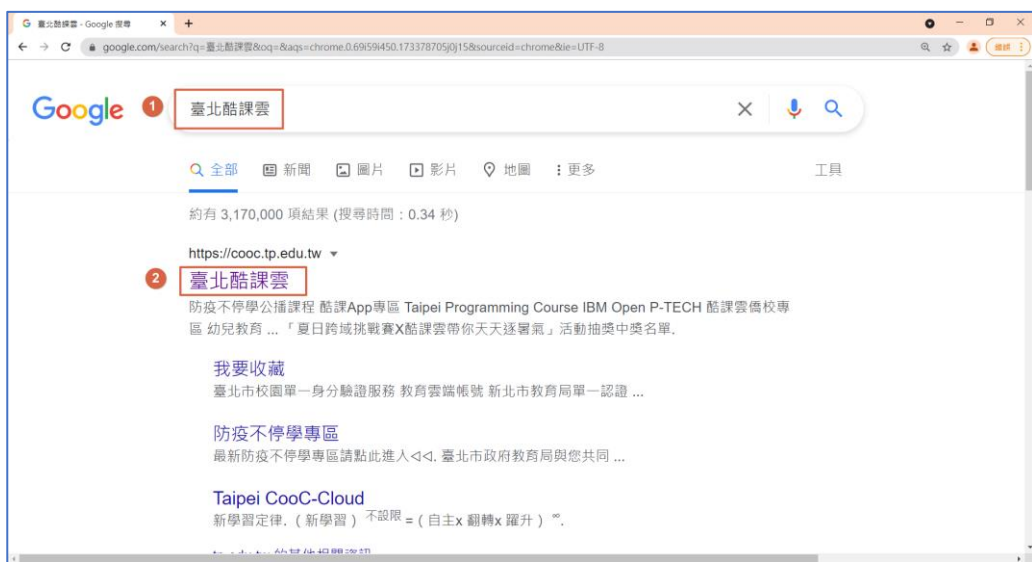 臺北酷課雲 - Google 搜尋
google.com/search?q=臺北酷課雲&oq=&aqs=chrome.0.69i59i450.173378705j0j15&sourceid=chrome&ie=UTF-8
Google 1 臺北酷課雲
全部 新聞 圖片 影片 地圖 更多 工具
約有 3,170,000 項結果 (搜尋時間：0.34 秒)
https://cooc.tp.edu.tw
2 臺北酷課雲
防疫不停學公播課程 酷課App專區 Taipei Programming Course IBM Open P-TECH 酷課雲僑校專
區 幼兒教育 ... 「夏日跨域挑戰賽X酷課雲帶你天天逐暑氣」活動抽獎中獎名單.
我要收藏
臺北市校園單一身分驗證服務 教育雲端帳號 新北市教育局單一認證 ...
防疫不停學專區
最新防疫不停學專區請點此進入◁◁. 臺北市政府教育局與您共同 ...
Taipei CooC-Cloud
新學習定律. ( 新學習 ) 不設限 = ( 自主x 翻轉x 躍升 ) ∞.